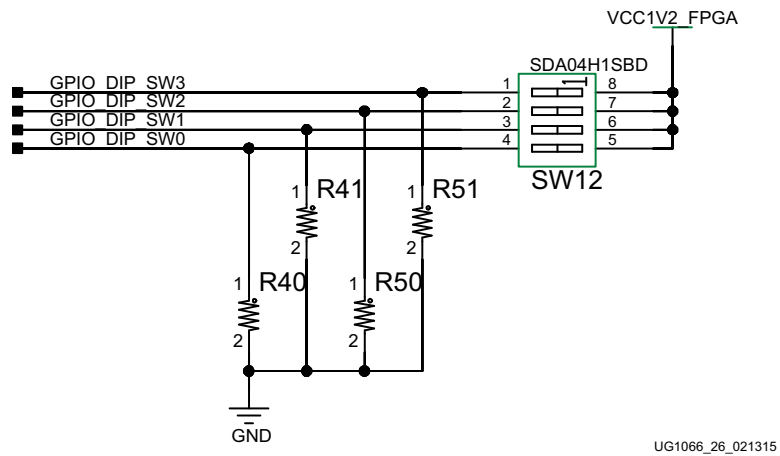 VCC1V2_FPGA
SDA04H1SBD
GPIO_DIP_SW3 1 1 8
GPIO_DIP_SW2 2 7
GPIO_DIP_SW1 3 6
GPIO_DIP_SW0 4 5
SW12
1 R41 1 R51
2 2
1 R40 1 R50
2 2
GND
UG1066_26_021315